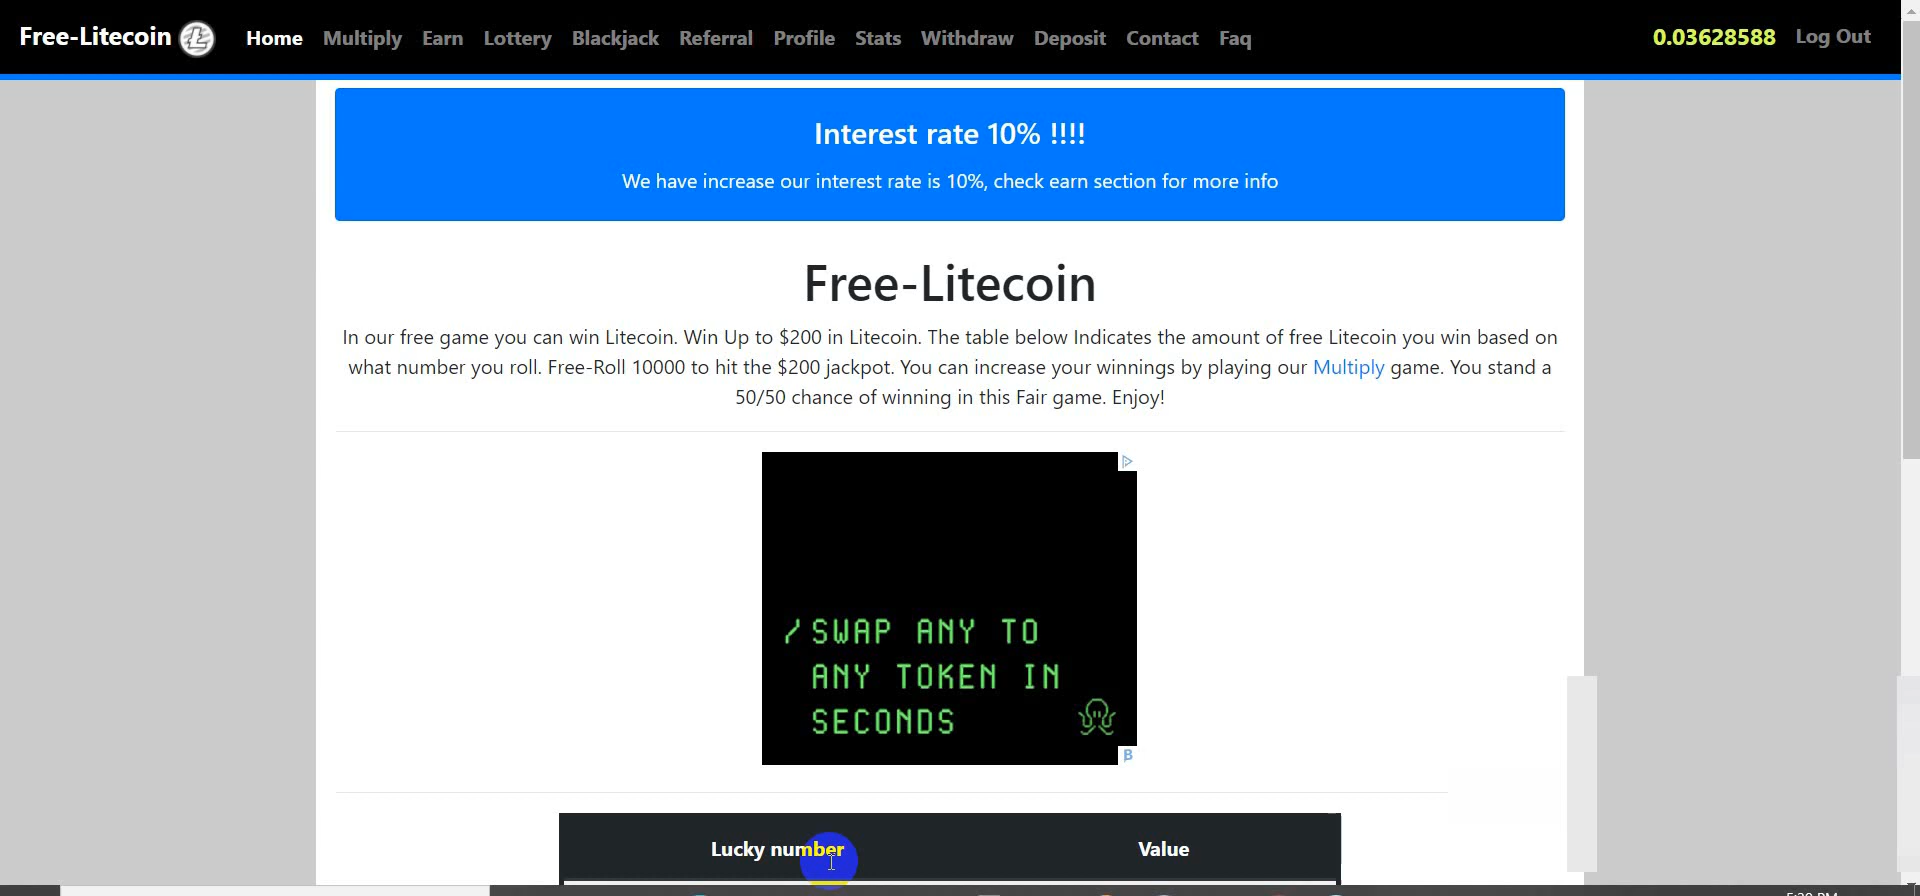 Free-Litecoin Home Multiply Earn Lottery Blackjack Referral Profile Stats Withdraw Deposit Contact Faq 0.03628588 Log Out
Interest rate 10% !!!!
We have increase our interest rate is 10%, check earn section for more info
Free-Litecoin
In our free game you can win Litecoin. Win Up to $200 in Litecoin. The table below Indicates the amount of free Litecoin you win based on
what number you roll. Free-Roll 10000 to hit the $200 jackpot. You can increase your winnings by playing our Multiply game. You stand a
50/50 chance of winning in this Fair game. Enjoy!
/ SWAP ANY TO
ANY TOKEN IN
SECONDS
Lucky number Value